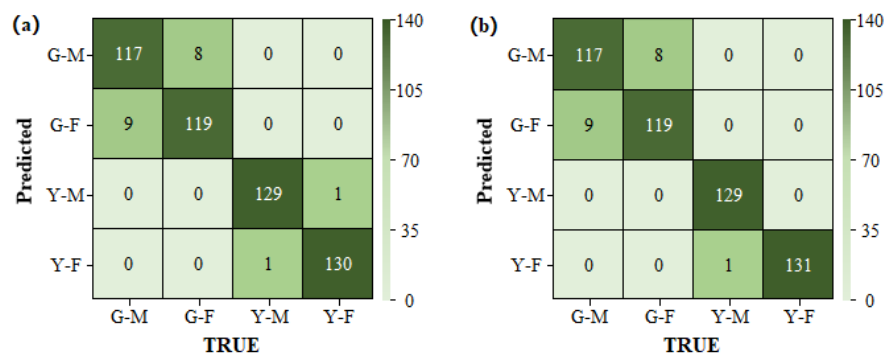 (a)
Predicted
G-M 117 8 0 0
G-F 9 119 0 0
Y-M 0 0 129 1
Y-F 0 0 1 130
G-M G-F Y-M Y-F
TRUE
140
105
70
35
0
(b)
Predicted
G-M 117 8 0 0
G-F 9 119 0 0
Y-M 0 0 129 0
Y-F 0 0 1 131
G-M G-F Y-M Y-F
TRUE
140
105
70
35
0